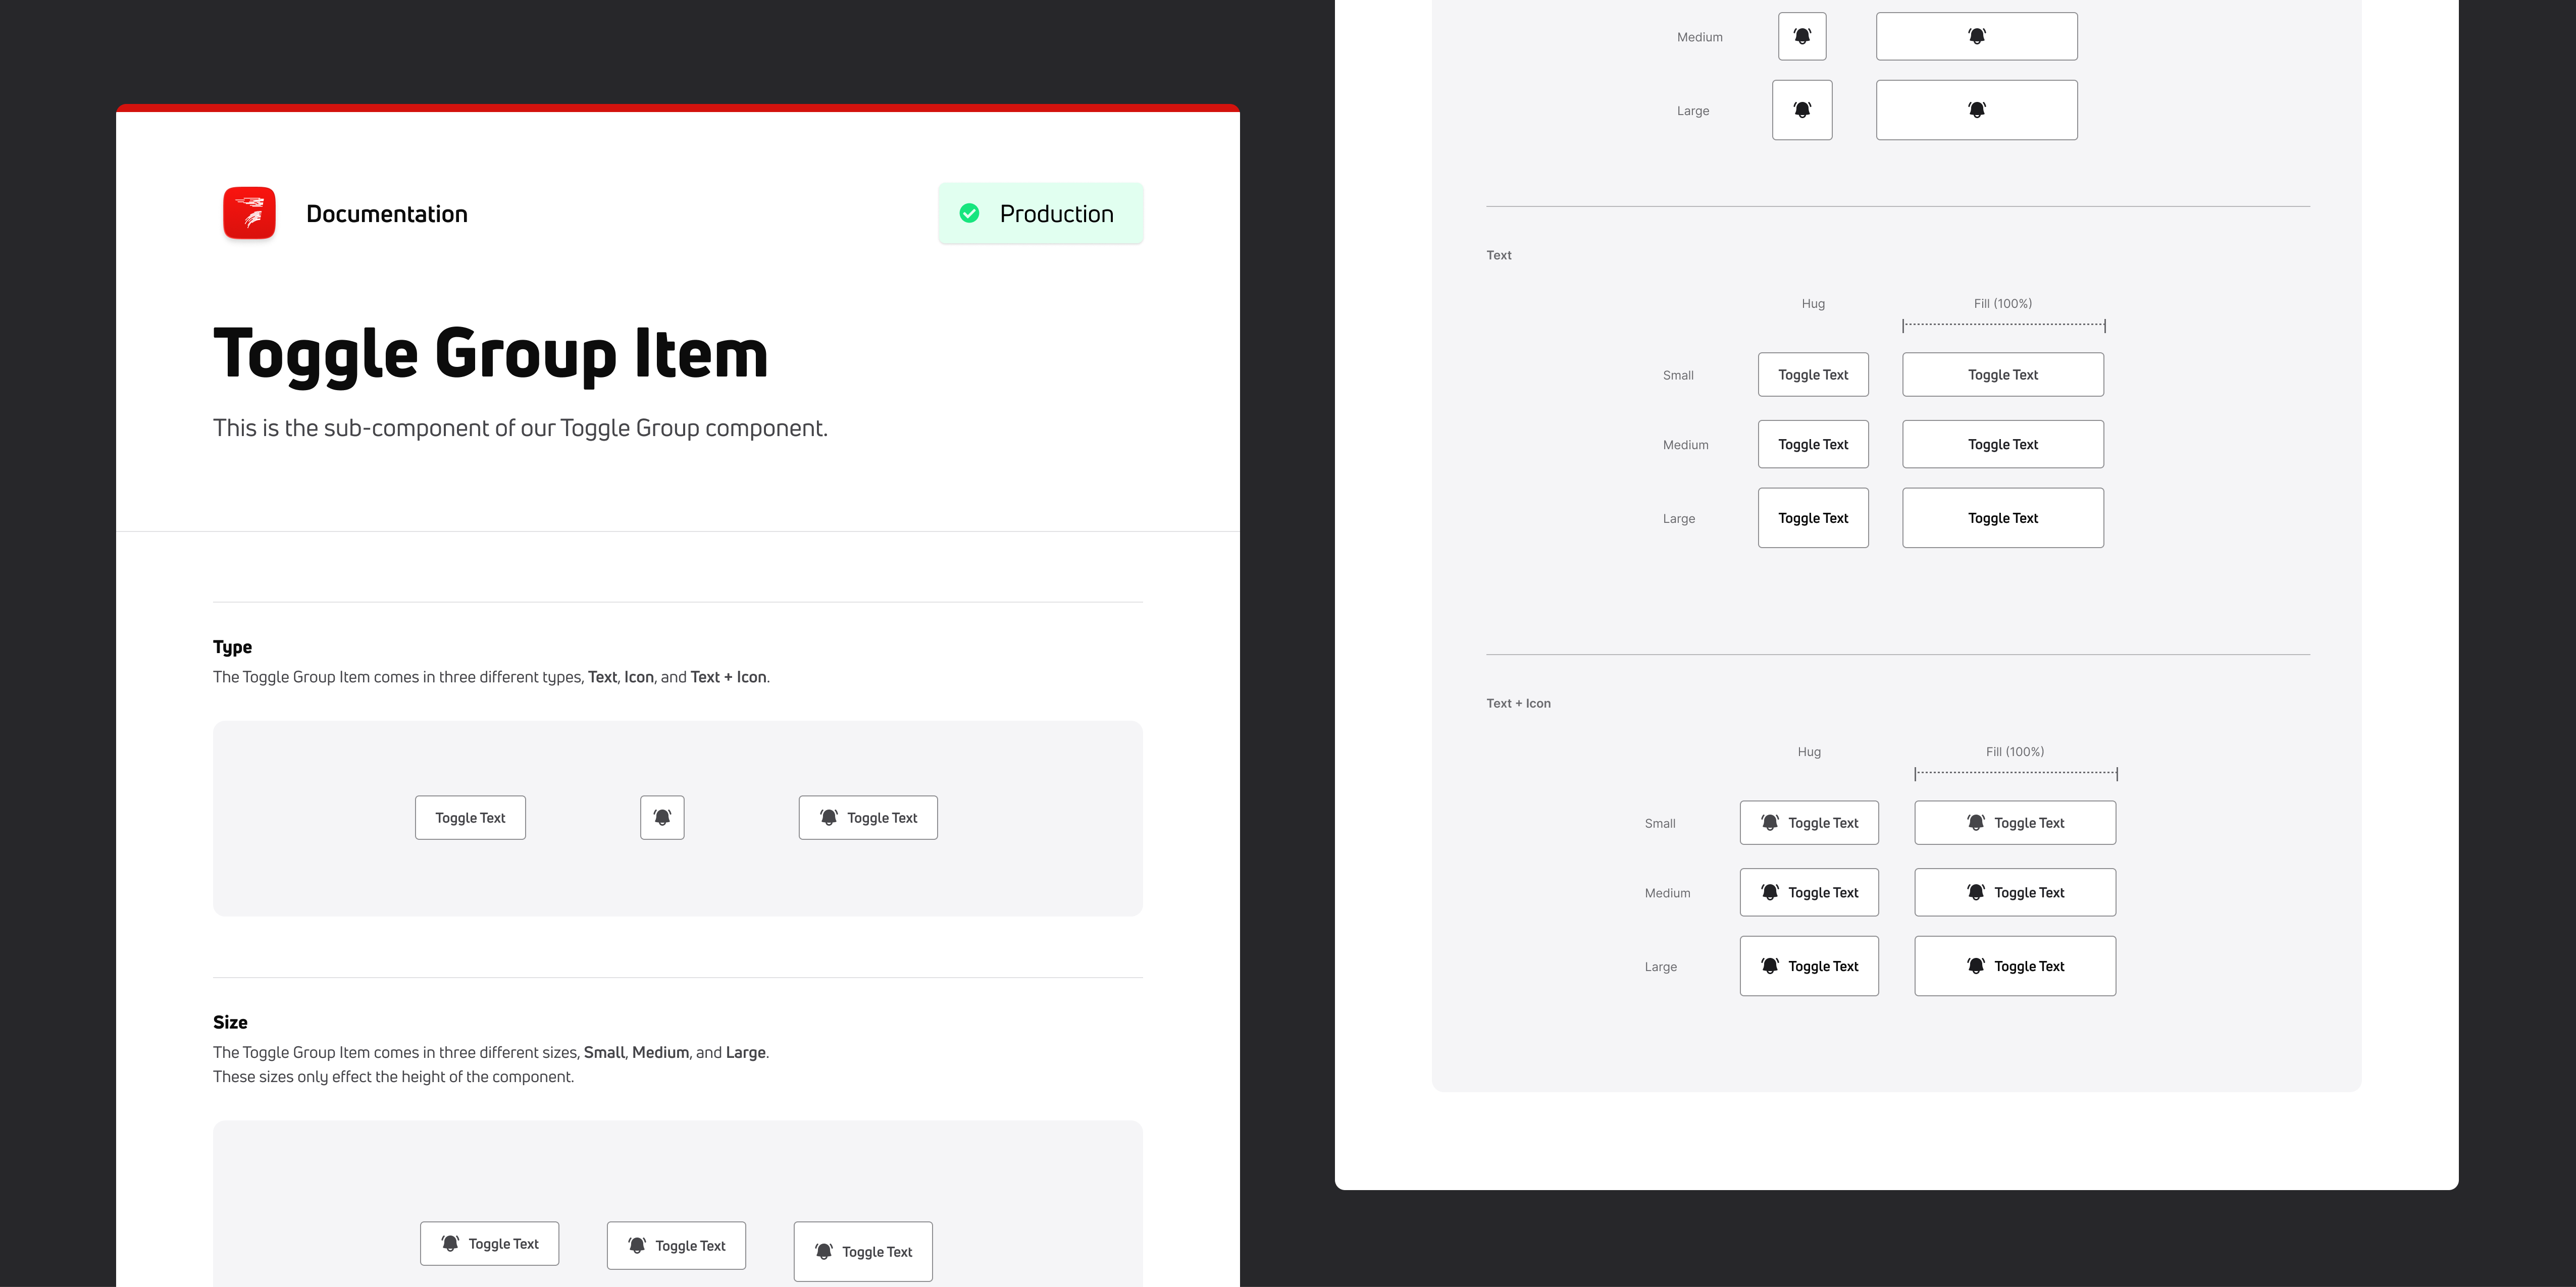 Documentation
Production
Toggle Group Item
This is the sub-component of our Toggle Group component.
Type
The Toggle Group Item comes in three different types, Text, Icon, and Text + Icon.
Toggle Text
Toggle Text
Size
The Toggle Group Item comes in three different sizes, Small, Medium, and Large.
These sizes only effect the height of the component.
Toggle Text
Toggle Text
Toggle Text
Medium
Large
Text
Hug
Fill (100%)
Small
Toggle Text
Toggle Text
Medium
Toggle Text
Toggle Text
Large
Toggle Text
Toggle Text
Text + Icon
Hug
Fill (100%)
Small
Toggle Text
Toggle Text
Medium
Toggle Text
Toggle Text
Large
Toggle Text
Toggle Text